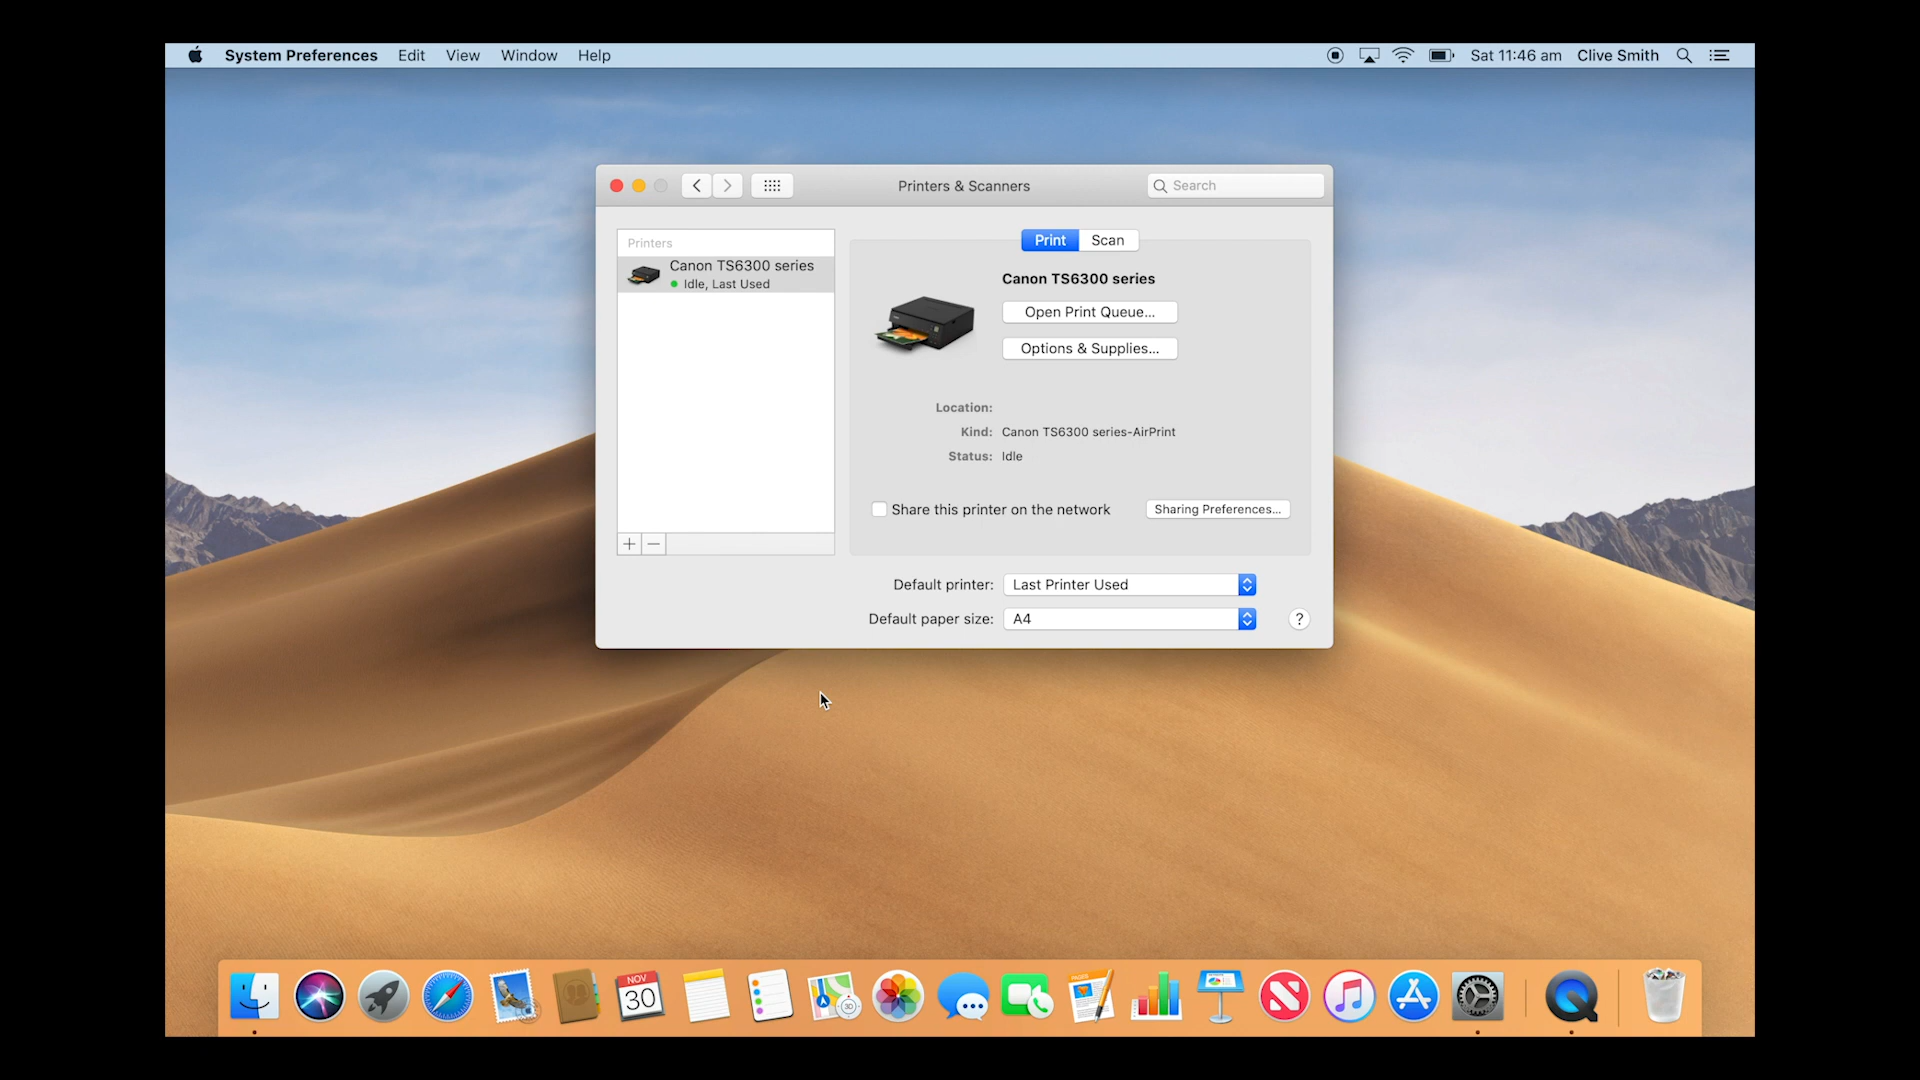 System Preferences Edit View Window Help Sat 11:46 am Clive Smith
Printers & Scanners
Search
Printers
Canon TS6300 series
Idle, Last Used
Print Scan
Canon TS6300 series
Open Print Queue...
Options & Supplies...
Location:
Kind: Canon TS6300 series-AirPrint
Status: Idle
Share this printer on the network
Sharing Preferences...
Default printer: Last Printer Used
Default paper size: A4
?
NOV
30
PAGES